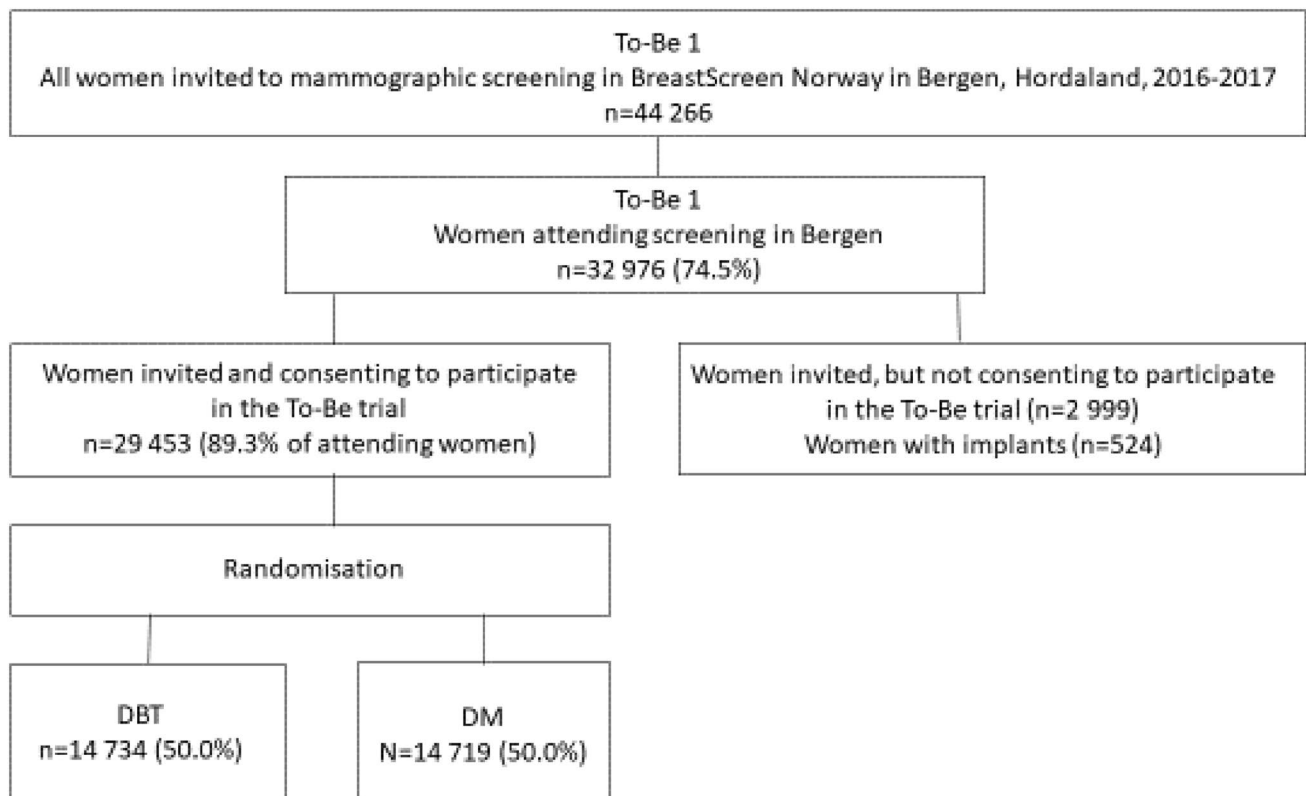 To-Be 1
All women invited to mammographic screening in BreastScreen Norway in Bergen, Hordaland, 2016-2017
n=44 266
To-Be 1
Women attending screening in Bergen
n=32 976 (74.5%)
Women invited and consenting to participate
in the To-Be trial
n=29 453 (89.3% of attending women)
Women invited, but not consenting to participate
in the To-Be trial (n=2 999)
Women with implants (n=524)
Randomisation
DBT
n=14 734 (50.0%)
DM
N=14 719 (50.0%)